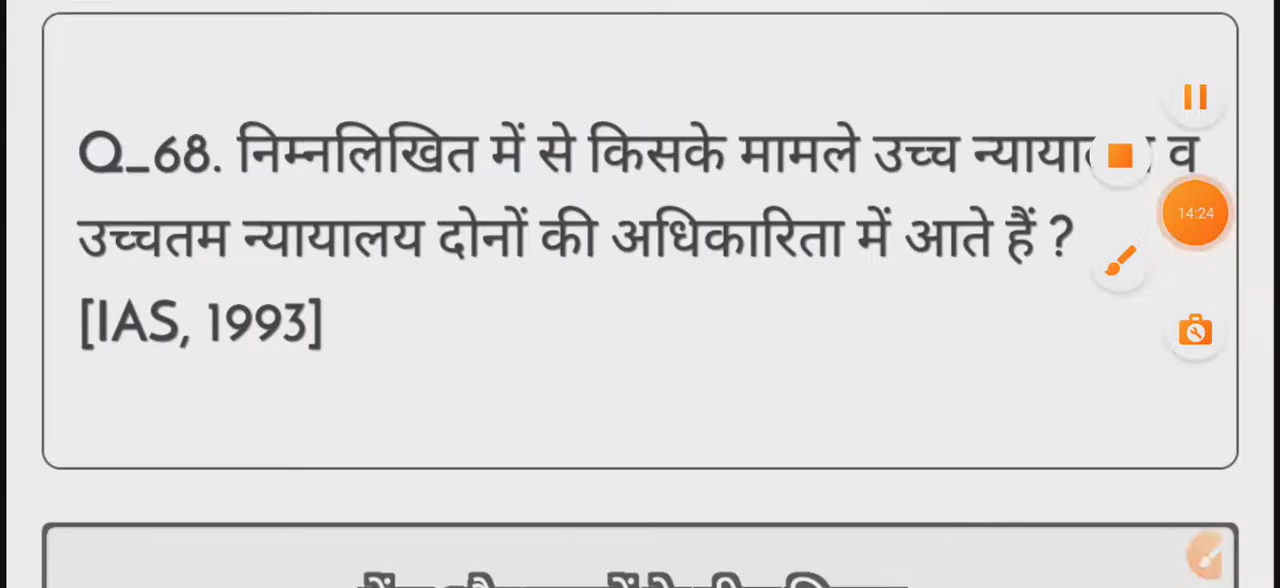 Q_68. निम्नलिखित में से किसके मामले उच्च व
उच्चतम न्यायालय दोनों की अधिकारिता में आते हैं ?
[IAS, 1993]
14:24